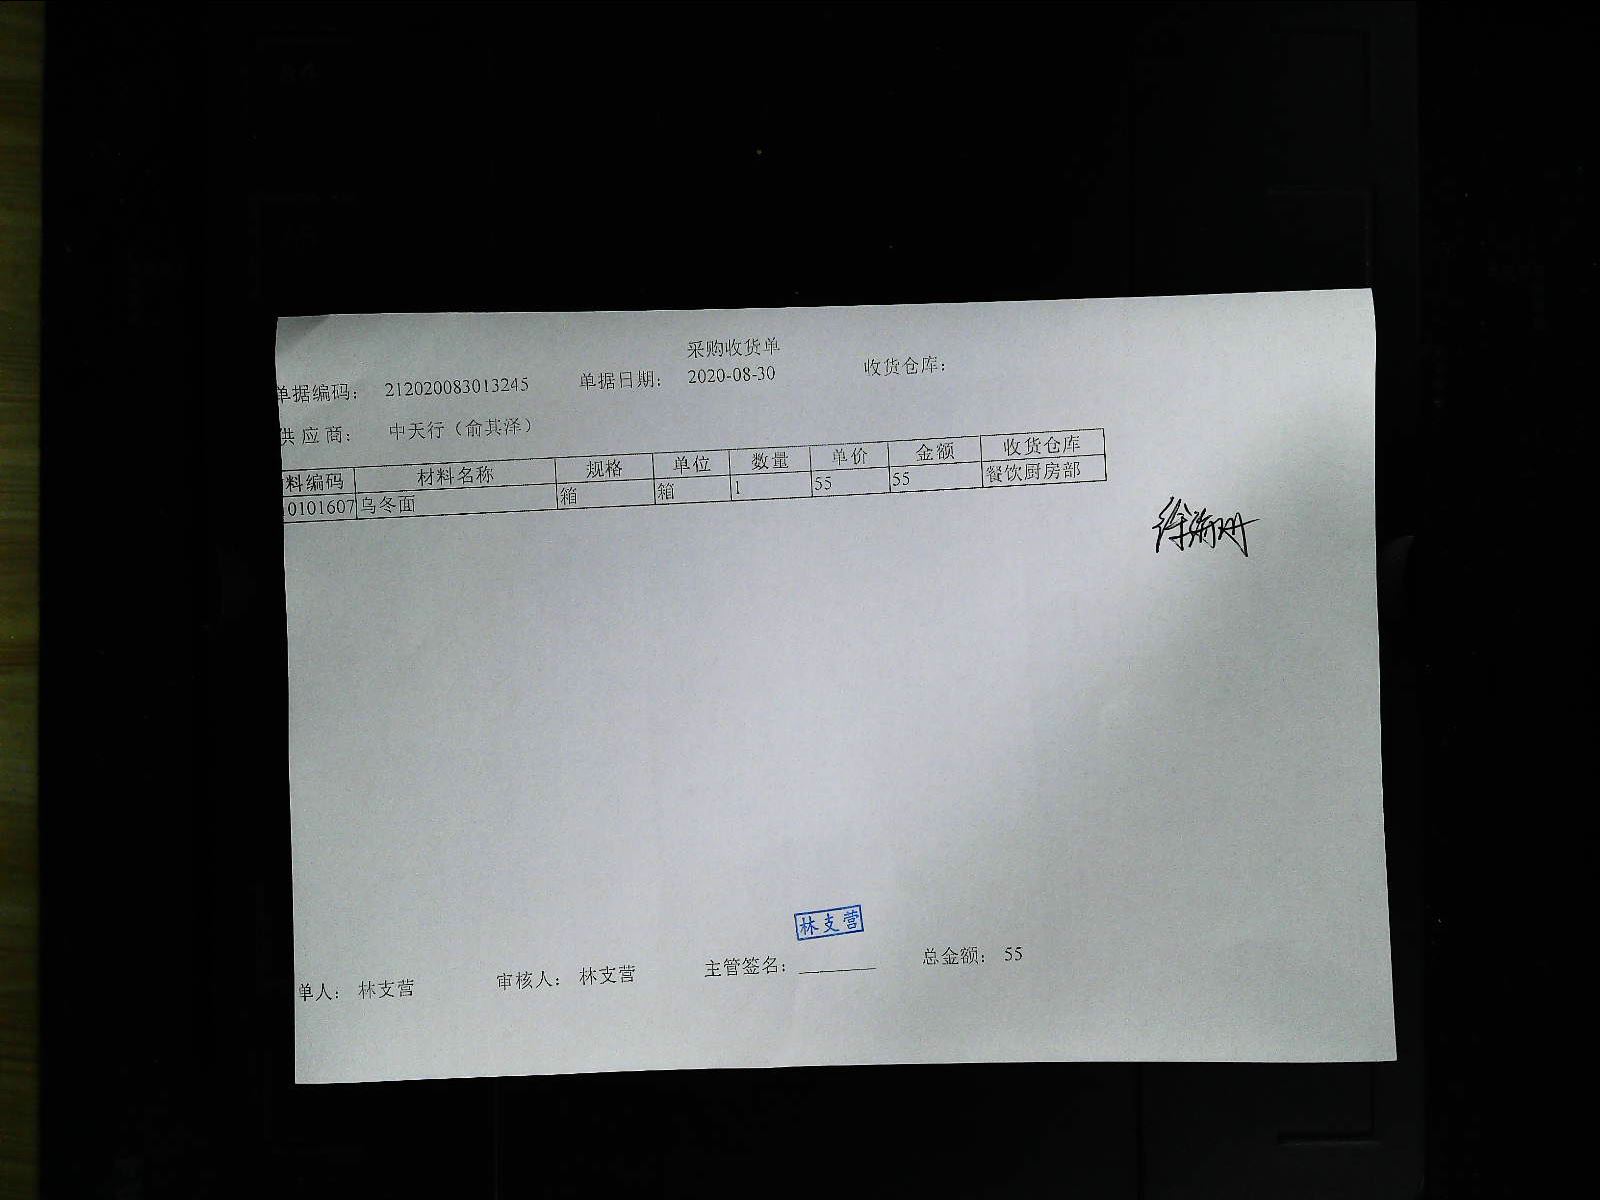 采购收货单
单据编码： 212020083013245 单据日期： 2020-08-30 收货仓库：
供 应 商： 中天行（俞其泽）
料编码 材料名称 规格 单位 数量 单价 金额 收货仓库
0101607 乌冬面 箱 箱 1 55 55 餐饮厨房部
林支营
单人： 林支营 审核人： 林支营 主管签名： 总金额： 55